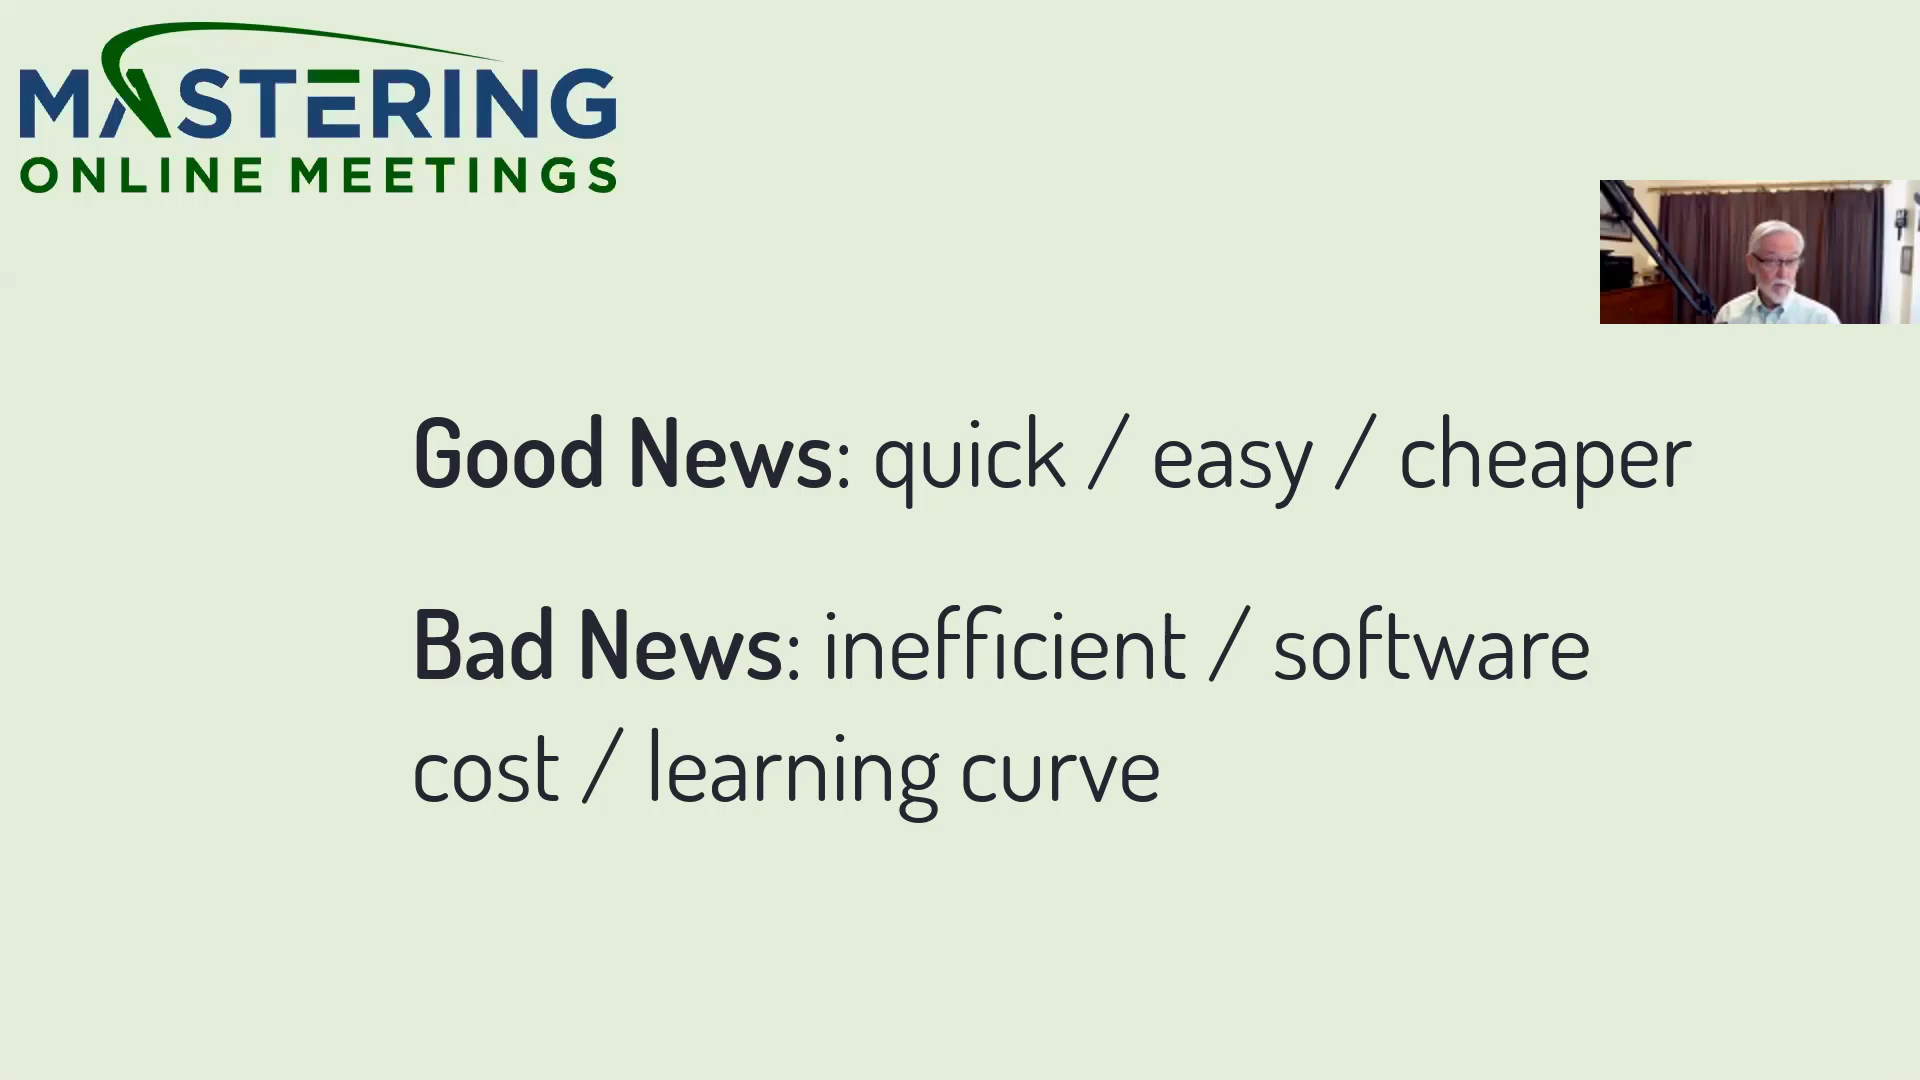 MASTERING
ONLINE MEETINGS
Good News: quick / easy / cheaper
Bad News: inefficient / software
cost / learning curve